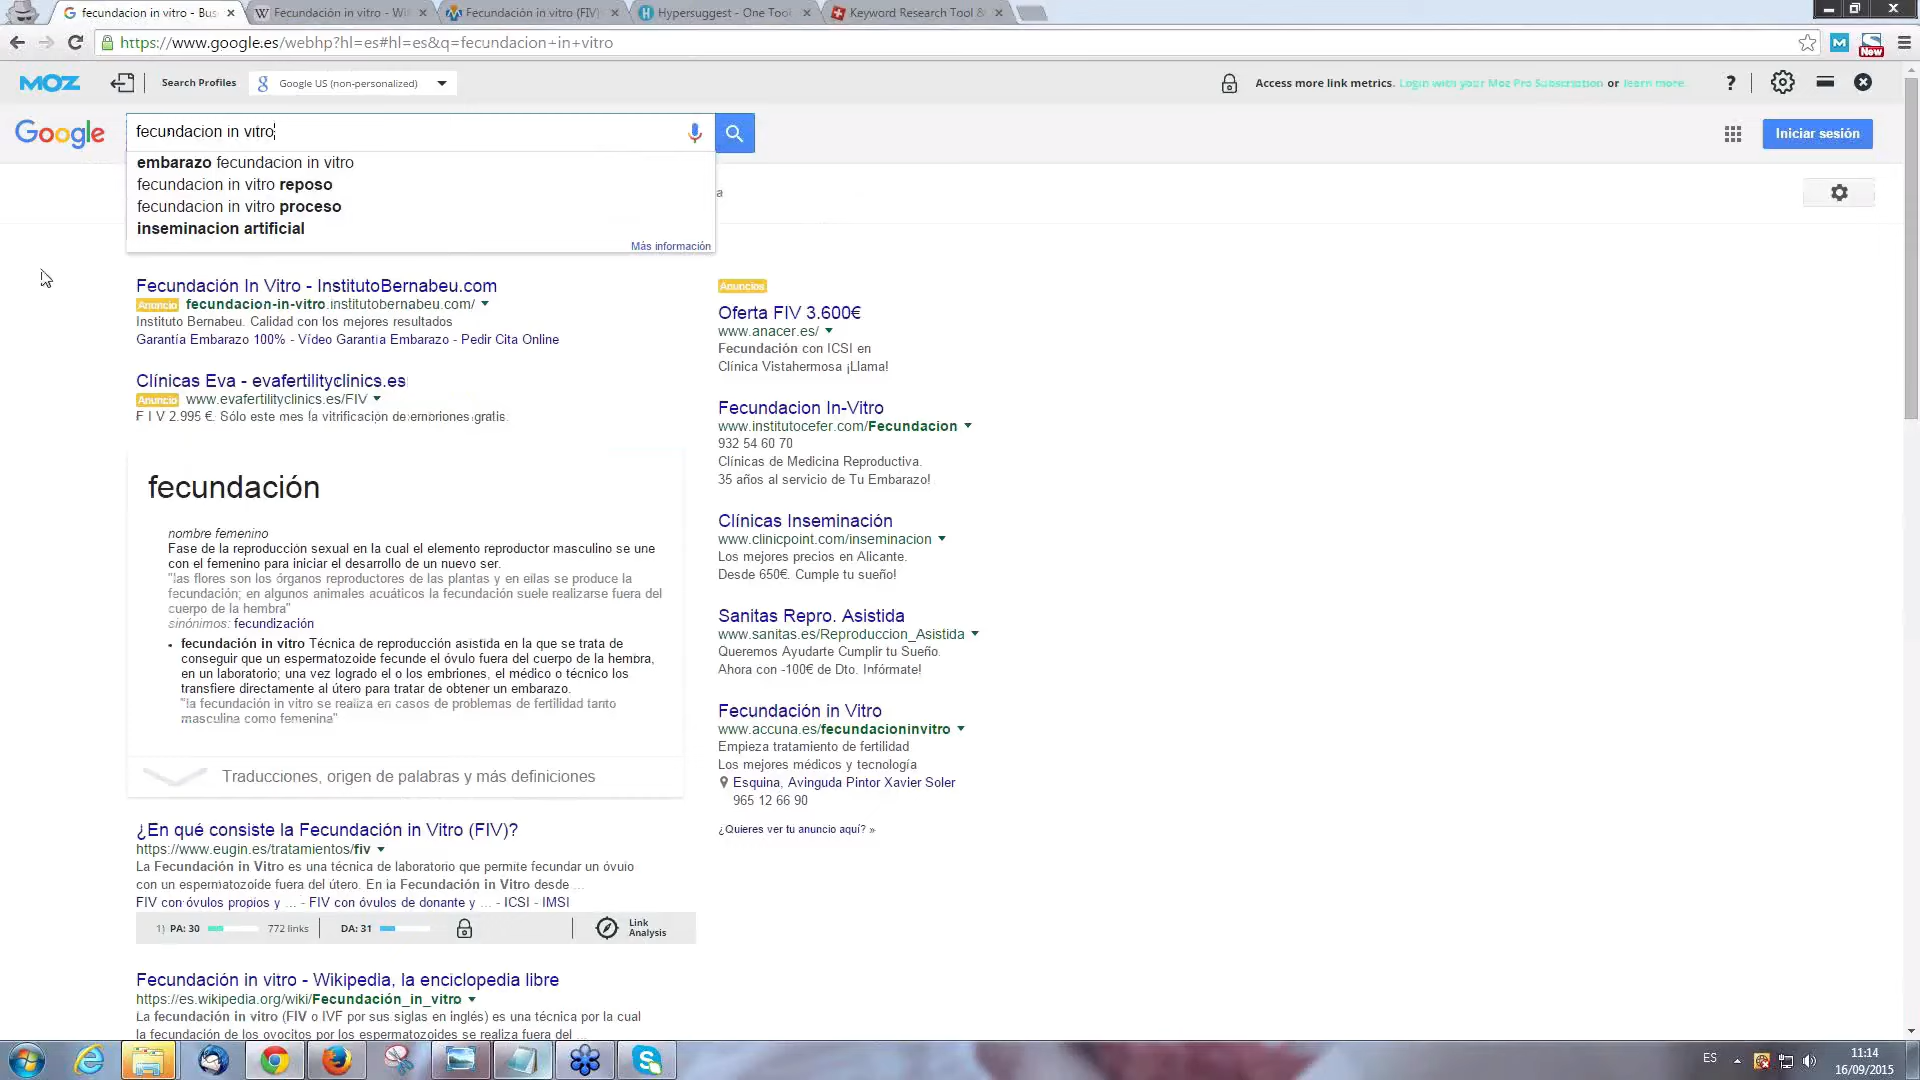 fecundacion in vitro - Bus
Fecundación in vitro - Wi
Fecundación in vitro (FIV)
Hypersuggest - One Tool
Keyword Research Tool &
https://www.google.es/webhp?hl=es#hl=es&q=fecundacion+in+vitro
New
MOZ
Search Profiles
Google US (non-personalized)
Access more link metrics. Login with your Moz Pro Subscription or learn more.
Google
fecundacion in vitro
Iniciar sesión
embarazo fecundacion in vitro
fecundacion in vitro reposo
fecundacion in vitro proceso
inseminacion artificial
Más información
a
Fecundación In Vitro - InstitutoBernabeu.com
Anuncio fecundacion-in-vitro.institutobernabeu.com/
Instituto Bernabeu. Calidad con los mejores resultados
Garantía Embarazo 100% - Vídeo Garantía Embarazo - Pedir Cita Online
Clínicas Eva - evafertilityclinics.es
Anuncio www.evafertilityclinics.es/FIV
F I V 2.995 €. Sólo este mes la vitrificación de embriones gratis.
fecundación
nombre femenino
Fase de la reproducción sexual en la cual el elemento reproductor masculino se une
con el femenino para iniciar el desarrollo de un nuevo ser.
"las flores son los órganos reproductores de las plantas y en ellas se produce la
fecundación; en algunos animales acuáticos la fecundación suele realizarse fuera del
cuerpo de la hembra"
sinónimos: fecundización
fecundación in vitro Técnica de reproducción asistida en la que se trata de
conseguir que un espermatozoide fecunde el óvulo fuera del cuerpo de la hembra,
en un laboratorio; una vez logrado el o los embriones, el médico o técnico los
transfiere directamente al útero para tratar de obtener un embarazo.
"la fecundación in vitro se realiza en casos de problemas de fertilidad tanto
masculina como femenina"
Traducciones, origen de palabras y más definiciones
¿En qué consiste la Fecundación in Vitro (FIV)?
https://www.eugin.es/tratamientos/fiv
La Fecundación in Vitro es una técnica de laboratorio que permite fecundar un óvulo
con un espermatozoide fuera del útero. En la Fecundación in Vitro desde ...
FIV con óvulos propios y ... - FIV con óvulos de donante y ... - ICSI - IMSI
1) PA: 30 772 links DA: 31 Link Analysis
Fecundación in vitro - Wikipedia, la enciclopedia libre
https://es.wikipedia.org/wiki/Fecundación_in_vitro
La fecundación in vitro (FIV o IVF por sus siglas en inglés) es una técnica por la cual
la fecundación de los ovocitos por los espermatozoides se realiza fuera del ...
Anuncios
Oferta FIV 3.600€
www.anacer.es/
Fecundación con ICSI en
Clínica Vistahermosa ¡Llama!
Fecundacion In-Vitro
www.institutocefer.com/Fecundacion
932 54 60 70
Clínicas de Medicina Reproductiva.
35 años al servicio de Tu Embarazo!
Clínicas Inseminación
www.clinicpoint.com/inseminacion
Los mejores precios en Alicante.
Desde 650€. Cumple tu sueño!
Sanitas Repro. Asistida
www.sanitas.es/Reproduccion_Asistida
Queremos Ayudarte Cumplir tu Sueño.
Ahora con -100€ de Dto. Infórmate!
Fecundación in Vitro
www.accuna.es/fecundacioninvitro
Empieza tratamiento de fertilidad
Los mejores médicos y tecnología
Esquina, Avinguda Pintor Xavier Soler
965 12 66 90
¿Quieres ver tu anuncio aquí? »
ES
11:14
16/09/2015